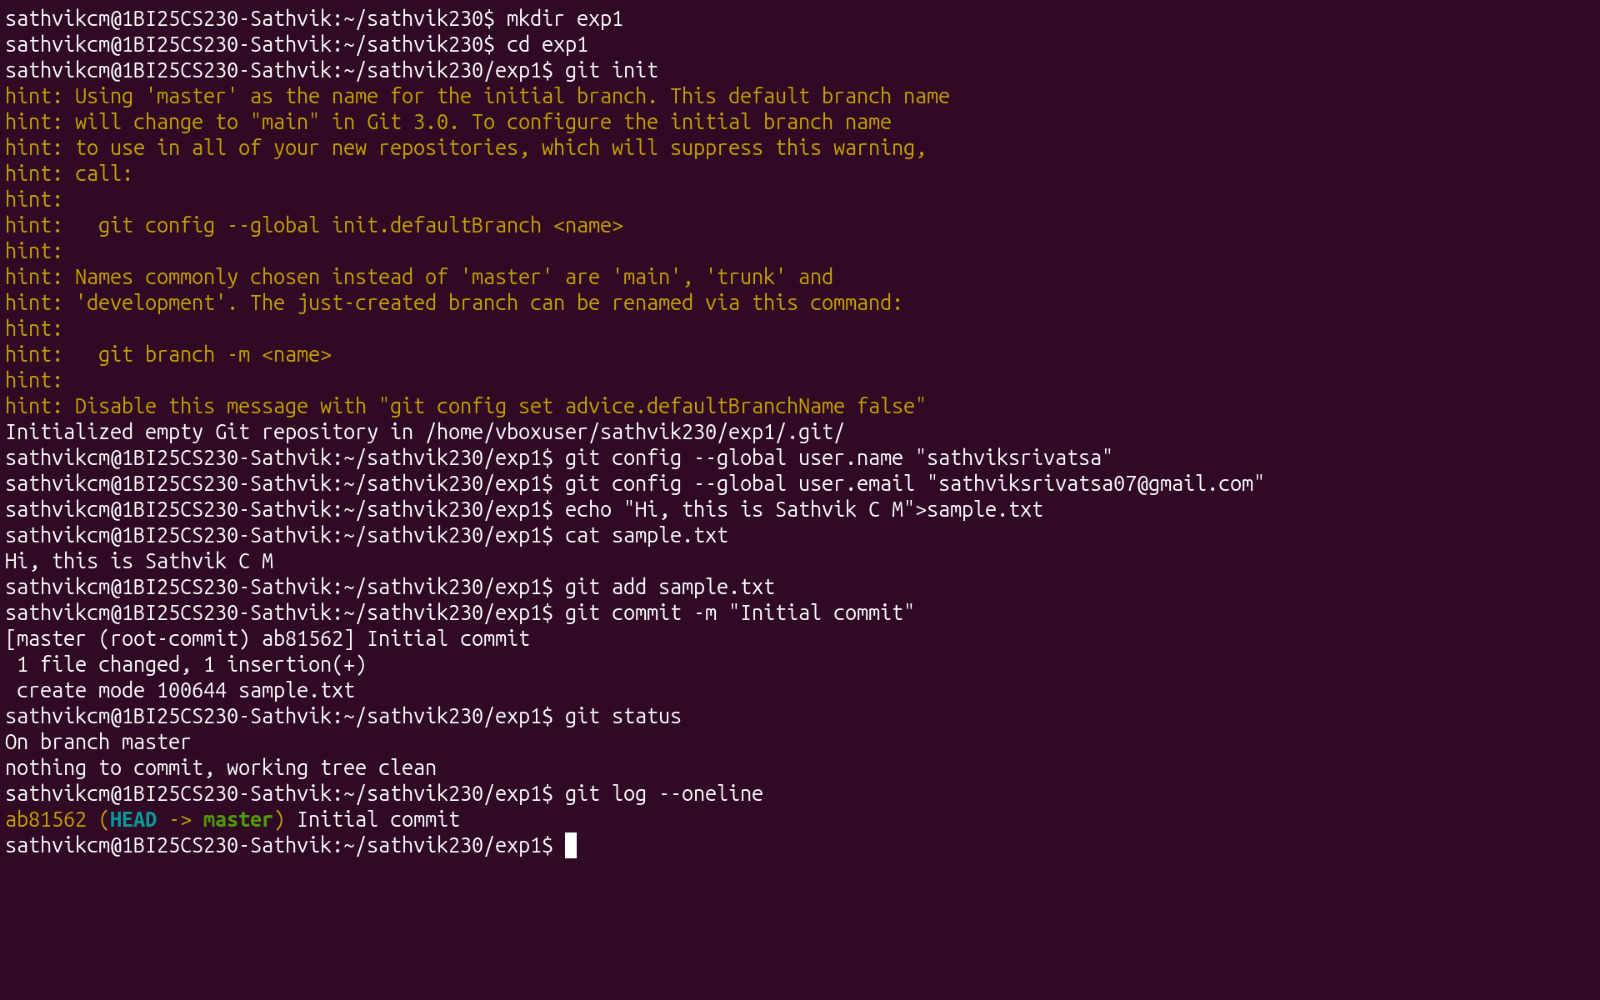 sathvikcm@1BI25CS230-Sathvik:~/sathvik230$ mkdir exp1
sathvikcm@1BI25CS230-Sathvik:~/sathvik230$ cd exp1
sathvikcm@1BI25CS230-Sathvik:~/sathvik230/exp1$ git init
hint: Using 'master' as the name for the initial branch. This default branch name
hint: will change to "main" in Git 3.0. To configure the initial branch name
hint: to use in all of your new repositories, which will suppress this warning,
hint: call:
hint:
hint:   git config --global init.defaultBranch <name>
hint:
hint: Names commonly chosen instead of 'master' are 'main', 'trunk' and
hint: 'development'. The just-created branch can be renamed via this command:
hint:
hint:   git branch -m <name>
hint:
hint: Disable this message with "git config set advice.defaultBranchName false"
Initialized empty Git repository in /home/vboxuser/sathvik230/exp1/.git/
sathvikcm@1BI25CS230-Sathvik:~/sathvik230/exp1$ git config --global user.name "sathviksrivatsa"
sathvikcm@1BI25CS230-Sathvik:~/sathvik230/exp1$ git config --global user.email "sathviksrivatsa07@gmail.com"
sathvikcm@1BI25CS230-Sathvik:~/sathvik230/exp1$ echo "Hi, this is Sathvik C M">sample.txt
sathvikcm@1BI25CS230-Sathvik:~/sathvik230/exp1$ cat sample.txt
Hi, this is Sathvik C M
sathvikcm@1BI25CS230-Sathvik:~/sathvik230/exp1$ git add sample.txt
sathvikcm@1BI25CS230-Sathvik:~/sathvik230/exp1$ git commit -m "Initial commit"
[master (root-commit) ab81562] Initial commit
 1 file changed, 1 insertion(+)
 create mode 100644 sample.txt
sathvikcm@1BI25CS230-Sathvik:~/sathvik230/exp1$ git status
On branch master
nothing to commit, working tree clean
sathvikcm@1BI25CS230-Sathvik:~/sathvik230/exp1$ git log --oneline
ab81562 (HEAD -> master) Initial commit
sathvikcm@1BI25CS230-Sathvik:~/sathvik230/exp1$